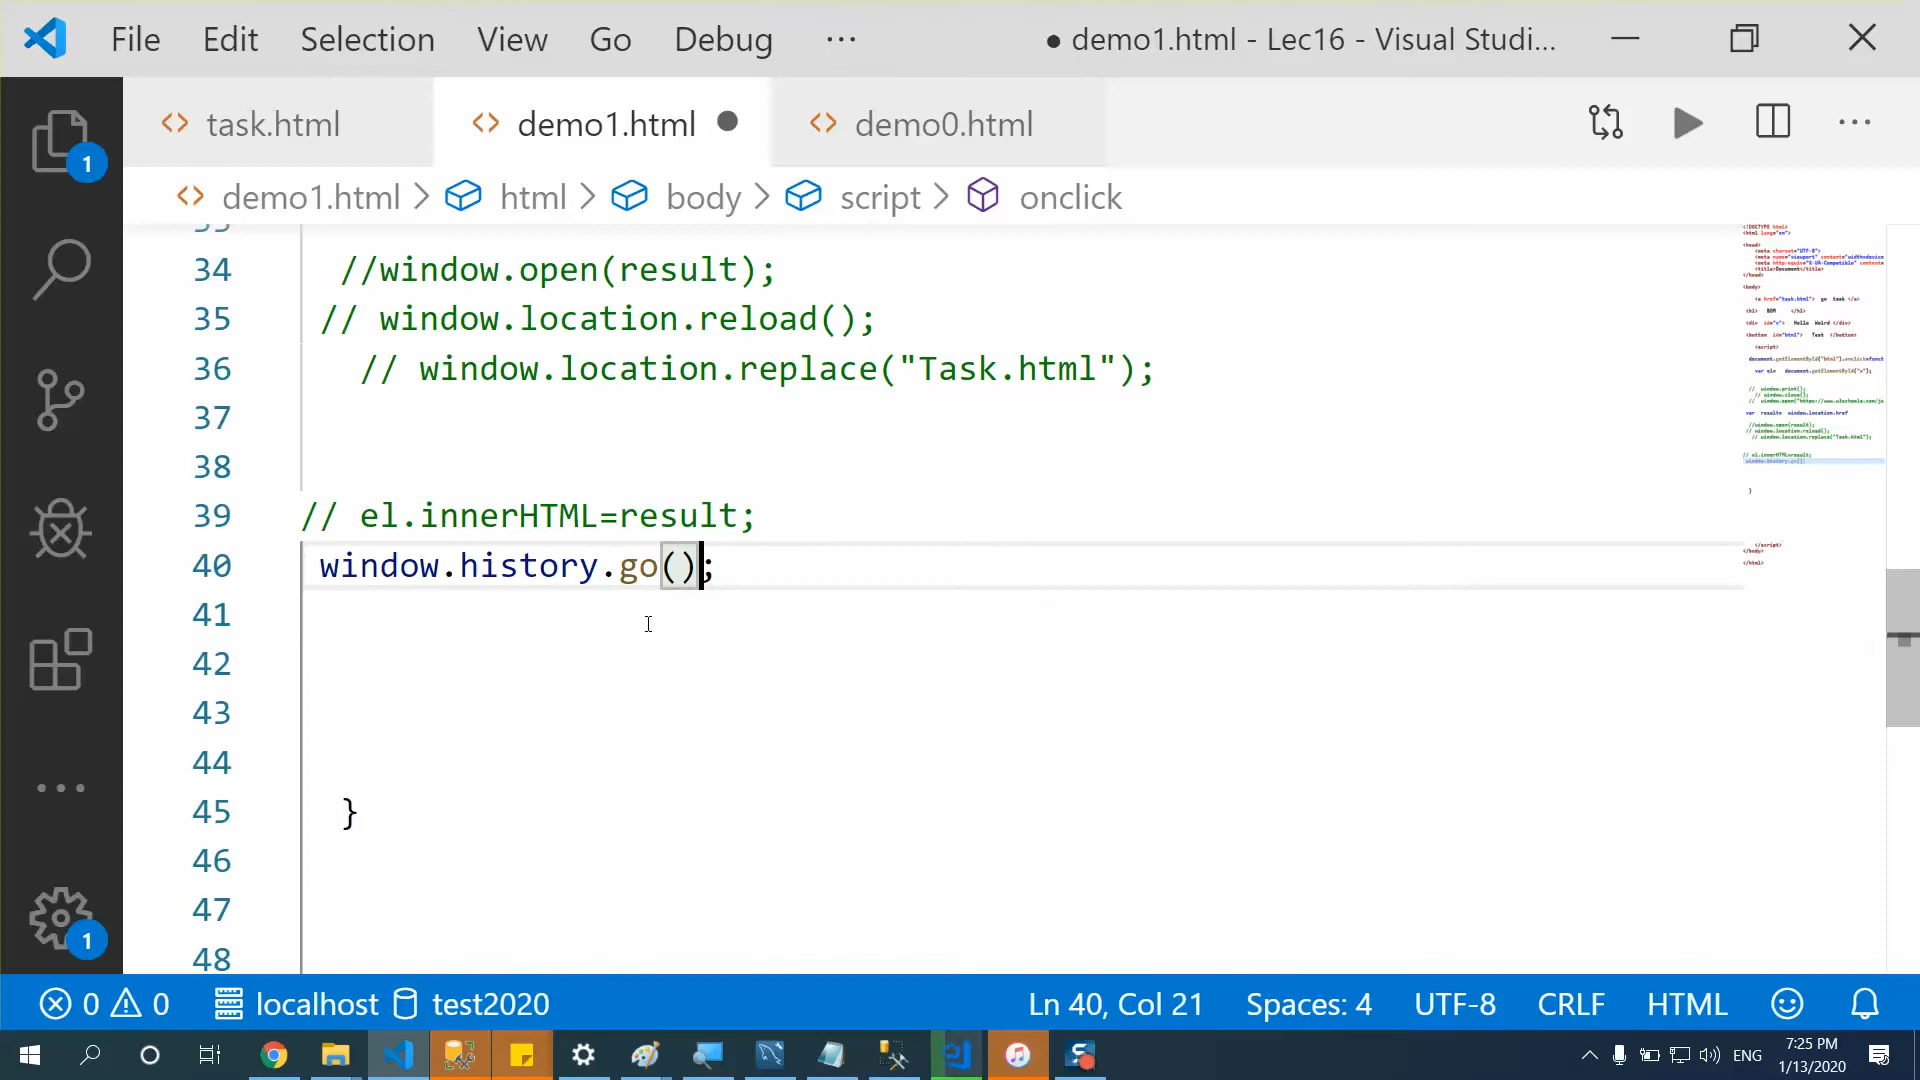 File Edit Selection View Go Debug ··· ● demo1.html - Lec16 - Visual Studi...
task.html demo1.html demo0.html
demo1.html > html > body > script > onclick
34 //window.open(result);
35 // window.location.reload();
36 // window.location.replace("Task.html");
37
38
39 // el.innerHTML=result;
40 window.history.go();
41
42
43
44
45 }
46
47
48
1
1
0 0 localhost test2020 Ln 40, Col 21 Spaces: 4 UTF-8 CRLF HTML
ENG 7:25 PM
1/13/2020